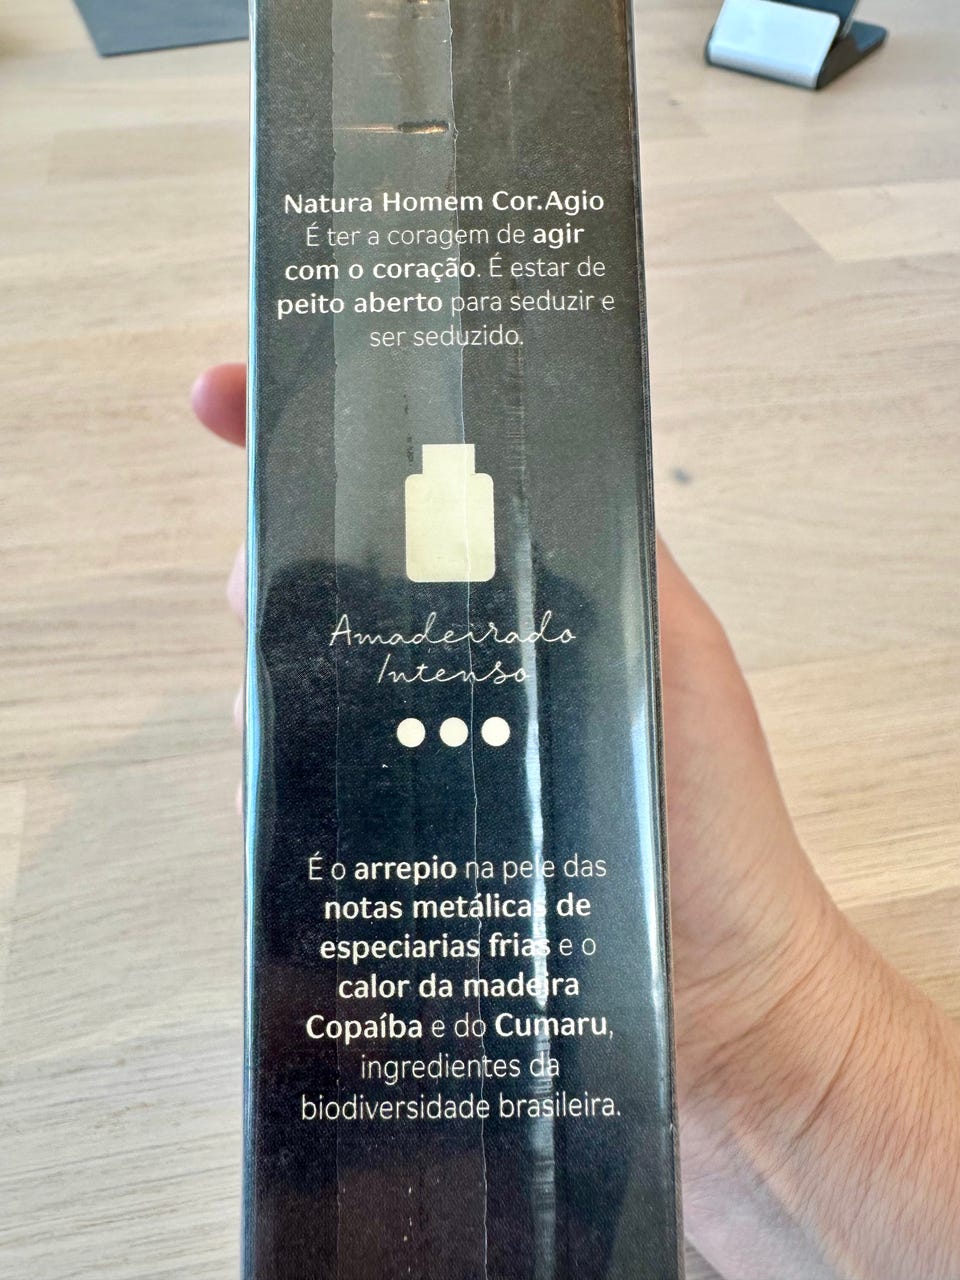 Natura Homem Cor.Agio
É ter a coragem de agir
com o coração. É estar de
peito aberto para seduzir e
ser seduzido.
Amadeirado
Intenso
É o arrepio na pele das
notas metálicas de
especiarias frias e o
calor da madeira
Copaíba e do Cumaru,
ingredientes da
biodiversidade brasileira.